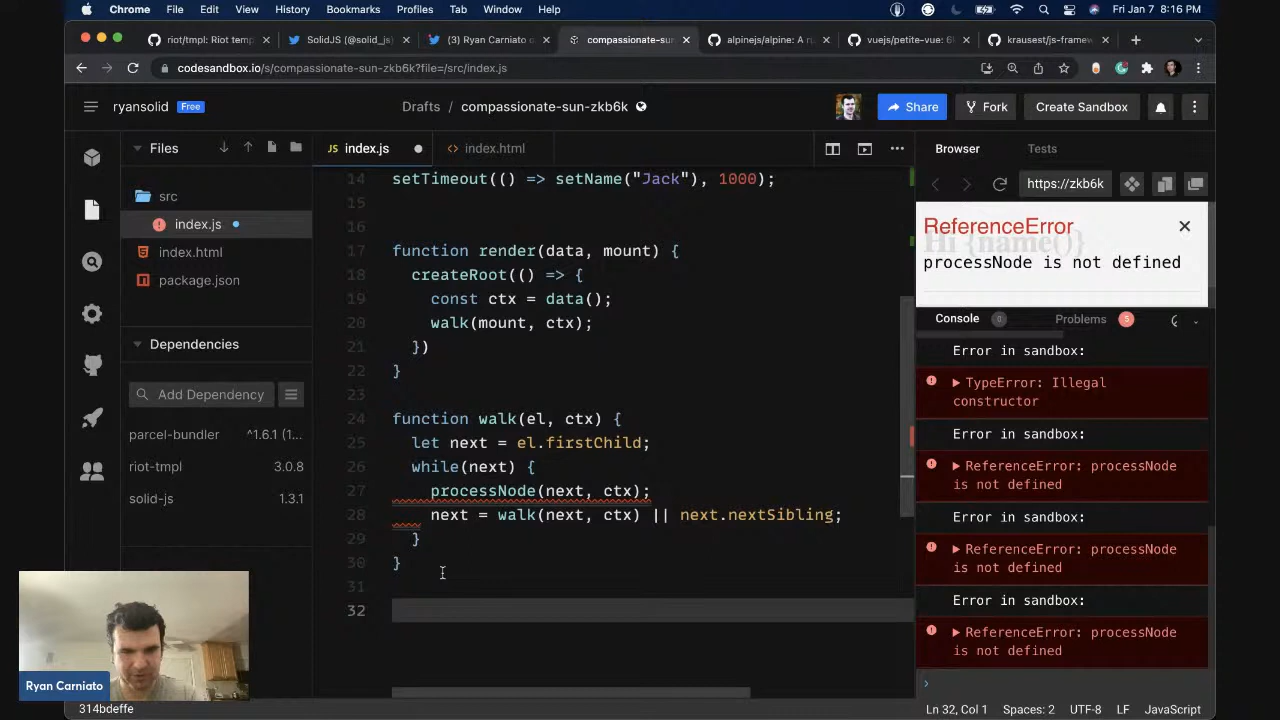 Chrome File Edit View History Bookmarks Profiles Tab Window Help Fri Jan 7 8:16 PM
riot/tmpl: Riot temp
SolidJS (@solid_js)
(3) Ryan Carniato o
compassionate-sun
alpinejs/alpine: A ru
vuejs/petite-vue: 6
krausest/js-framew
codesandbox.io/s/compassionate-sun-zkb6k?file=/src/index.js
ryansolid Free
Drafts / compassionate-sun-zkb6k
Share
Fork
Create Sandbox
Files
src
index.js
index.html
package.json
Dependencies
Add Dependency
parcel-bundler ^1.6.1 (1...
riot-tmpl 3.0.8
solid-js 1.3.1
JS index.js
<> index.html
14 setTimeout(() => setName("Jack"), 1000);
15
16
17 function render(data, mount) {
18 createRoot(() => {
19 const ctx = data();
20 walk(mount, ctx);
21 })
22 }
23
24 function walk(el, ctx) {
25 let next = el.firstChild;
26 while(next) {
27 processNode(next, ctx);
28 next = walk(next, ctx) || next.nextSibling;
29 }
30 }
31
32
Browser Tests
https://zkb6k
ReferenceError
Hi {name()}
processNode is not defined
Console 0 Problems 5
Error in sandbox:
TypeError: Illegal
constructor
Error in sandbox:
ReferenceError: processNode
is not defined
Error in sandbox:
ReferenceError: processNode
is not defined
Error in sandbox:
ReferenceError: processNode
is not defined
Ryan Carniato
314bdeffe
Ln 32, Col 1 Spaces: 2 UTF-8 LF JavaScript